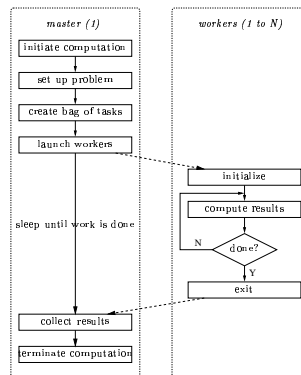 master (1)
initiate computation
set up problem
create bag of tasks
launch workers
sleep until work is done
collect results
terminate computation
workers (1 to N)
initialize
compute results
done?
N
Y
exit